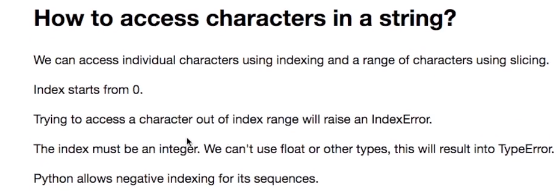 How to access characters in a string?
We can access individual characters using indexing and a range of characters using slicing.
Index starts from 0.
Trying to access a character out of index range will raise an IndexError.
The index must be an integer. We can't use float or other types, this will result into TypeError.
Python allows negative indexing for its sequences.